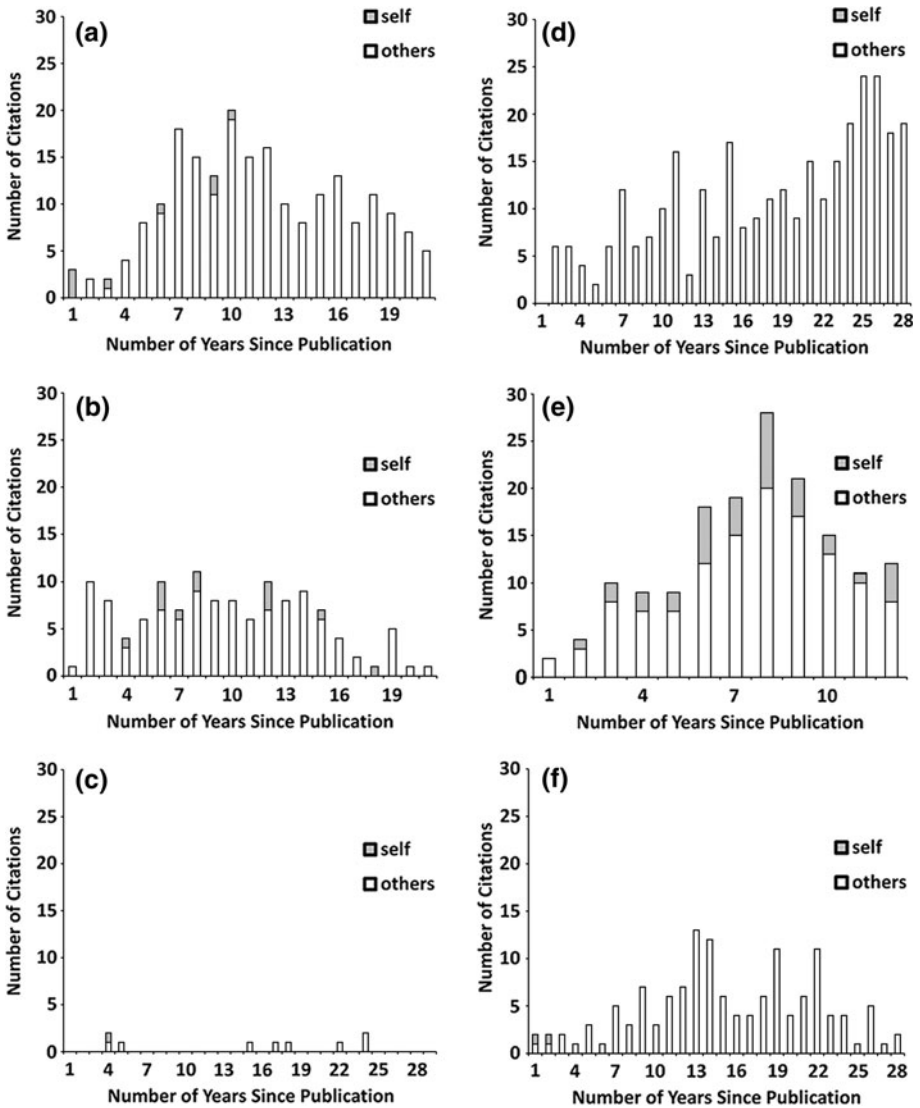 (a)
self
others
30
25
20
15
10
5
0
Number of Citations
1 4 7 10 13 16 19
Number of Years Since Publication
(d)
self
others
30
25
20
15
10
5
0
Number of Citations
1 4 7 10 13 16 19 22 25 28
Number of Years Since Publication
(b)
self
others
30
25
20
15
10
5
0
Number of Citations
1 4 7 10 13 16 19
Number of Years Since Publication
(e)
self
others
30
25
20
15
10
5
0
Number of Citations
1 4 7 10
Number of Years Since Publication
(c)
self
others
30
25
20
15
10
5
0
Number of Citations
1 4 7 10 13 16 19 22 25 28
Number of Years Since Publication
(f)
self
others
30
25
20
15
10
5
0
Number of Citations
1 4 7 10 13 16 19 22 25 28
Number of Years Since Publication